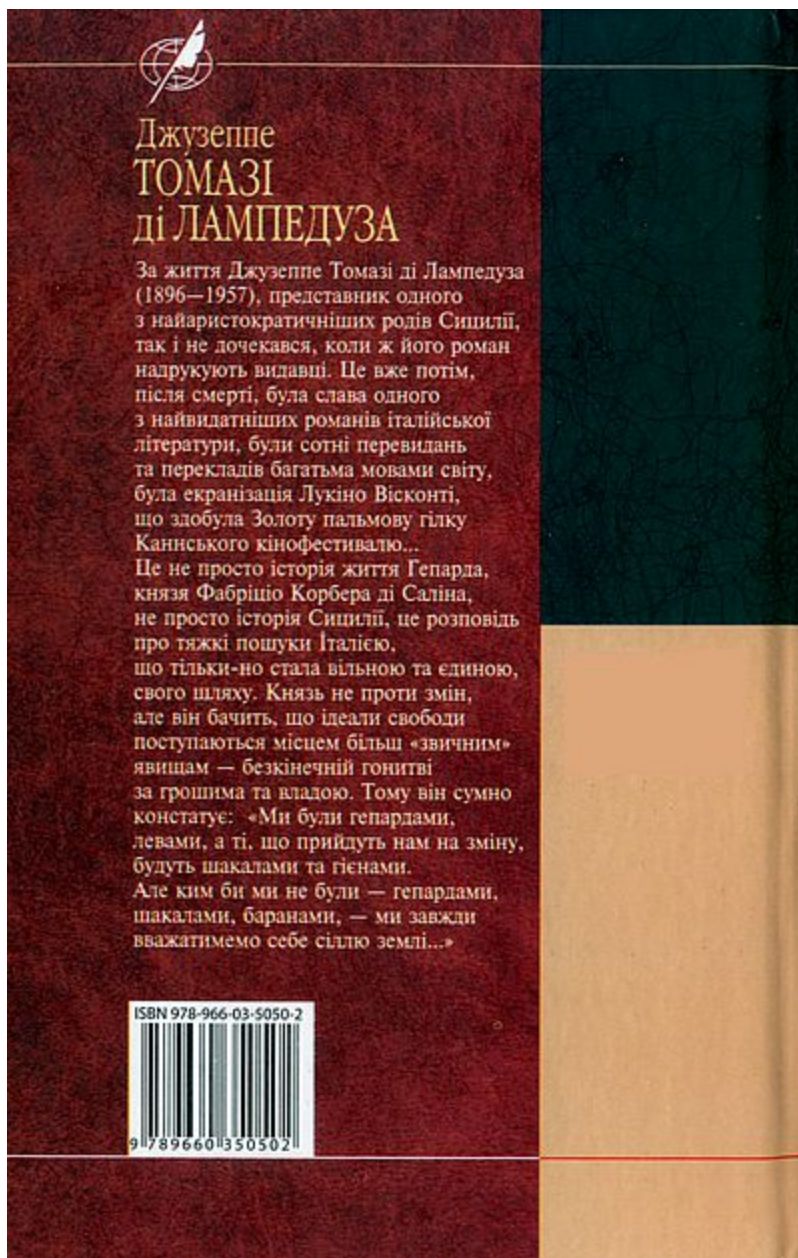 Джузеппе
ТОМАЗІ
ді ЛАМПЕДУЗА
За життя Джузеппе Томазі ді Лампедуза
(1896—1957), представник одного
з найаристократичніших родів Сицилії,
так і не дочекався, коли ж його роман
надрукують видавці. Це вже потім,
після смерті, була слава одного
з найвидатніших романів італійської
літератури, були сотні перевидань
та перекладів багатьма мовами світу,
була екранізація Лукіно Вісконті,
що здобула Золоту пальмову гілку
Каннського кінофестивалю...
Це не просто історія життя Гепарда,
князя Фабріціо Корбера ді Саліна,
не просто історія Сицилії, це розповідь
про тяжкі пошуки Італією,
що тільки-но стала вільною та єдиною,
свого шляху. Князь не проти змін,
але він бачить, що ідеали свободи
поступаються місцем більш «звичним»
явищам — безкінечній гонитві
за грошима та владою. Тому він сумно
констатує: «Ми були гепардами,
левами, а ті, що прийдуть нам на зміну,
будуть шакалами та гієнами.
Але ким би ми не були — гепардами,
шакалами, баранами, — ми завжди
вважатимемо себе сіллю землі...»
ISBN 978-966-03-5050-2
9 789660 350502